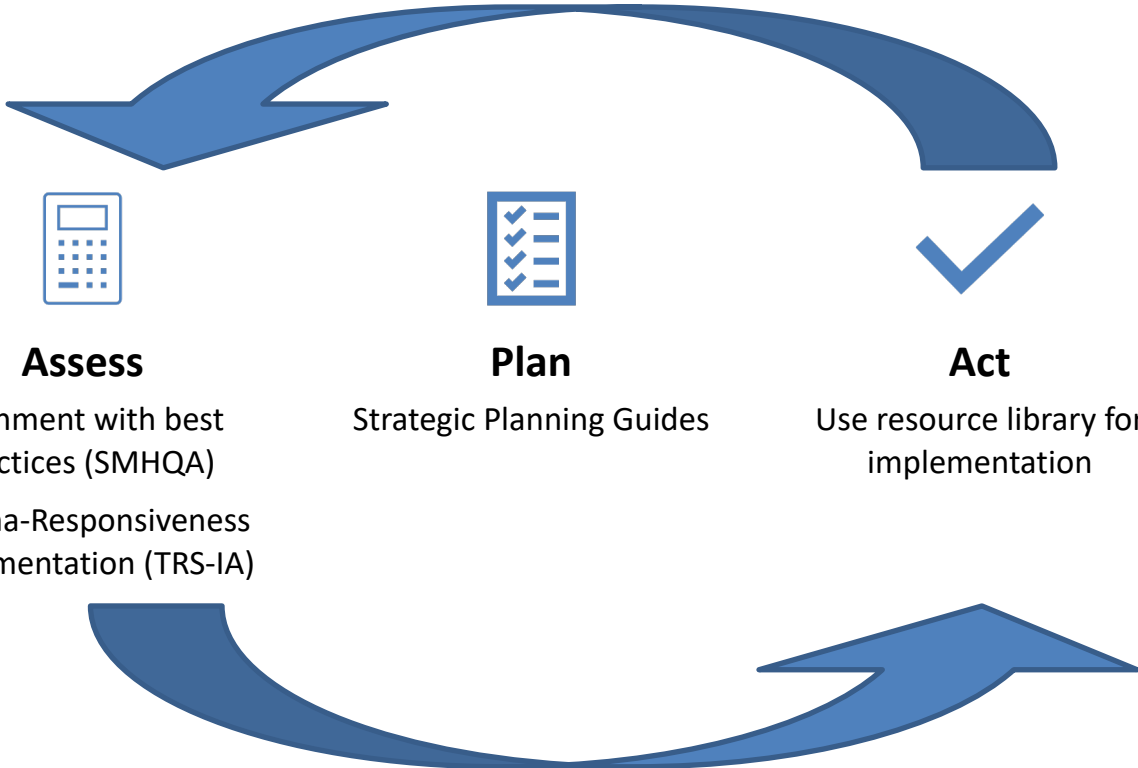 Assess
nment with best
ctices (SMHQA)
na-Responsiveness
mentation (TRS-IA)
Plan
Strategic Planning Guides
Act
Use resource library for
implementation